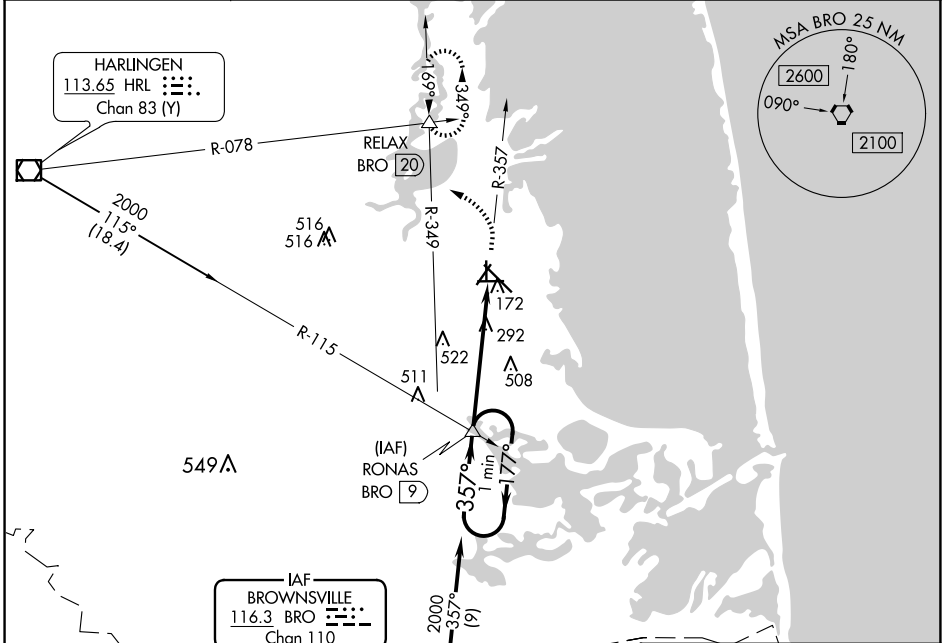 HARLINGEN
113.65 HRL
Chan 83 (Y)
169°
349°
MSA BRO 25 NM
2600
180°
090°
2100
R-078
RELAX
BRO 20
R-357
R-349
2000
115°
(18.4)
516
516
172
292
522
508
R-115
511
(IAF)
RONAS
BRO 9
357°
1 min
177°
549
IAF
BROWNSVILLE
116.3 BRO
Chan 110
2000
357°
(9)